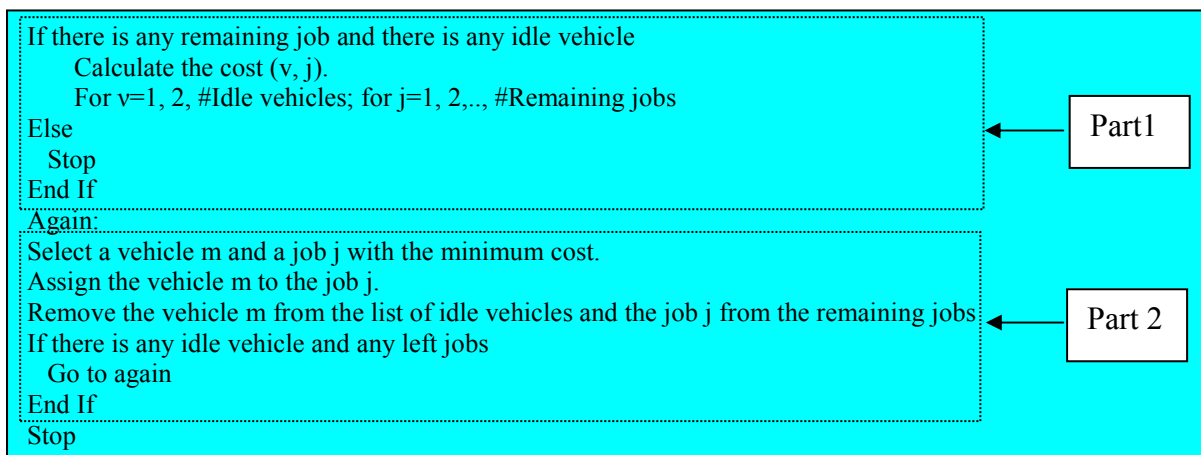 If there is any remaining job and there is any idle vehicle
Calculate the cost (v, j).
For ν=1, 2, #Idle vehicles; for j=1, 2,.., #Remaining jobs
Else
Stop
End If
Part1
Again:
Select a vehicle m and a job j with the minimum cost.
Assign the vehicle m to the job j.
Remove the vehicle m from the list of idle vehicles and the job j from the remaining jobs
If there is any idle vehicle and any left jobs
Go to again
End If
Part 2
Stop